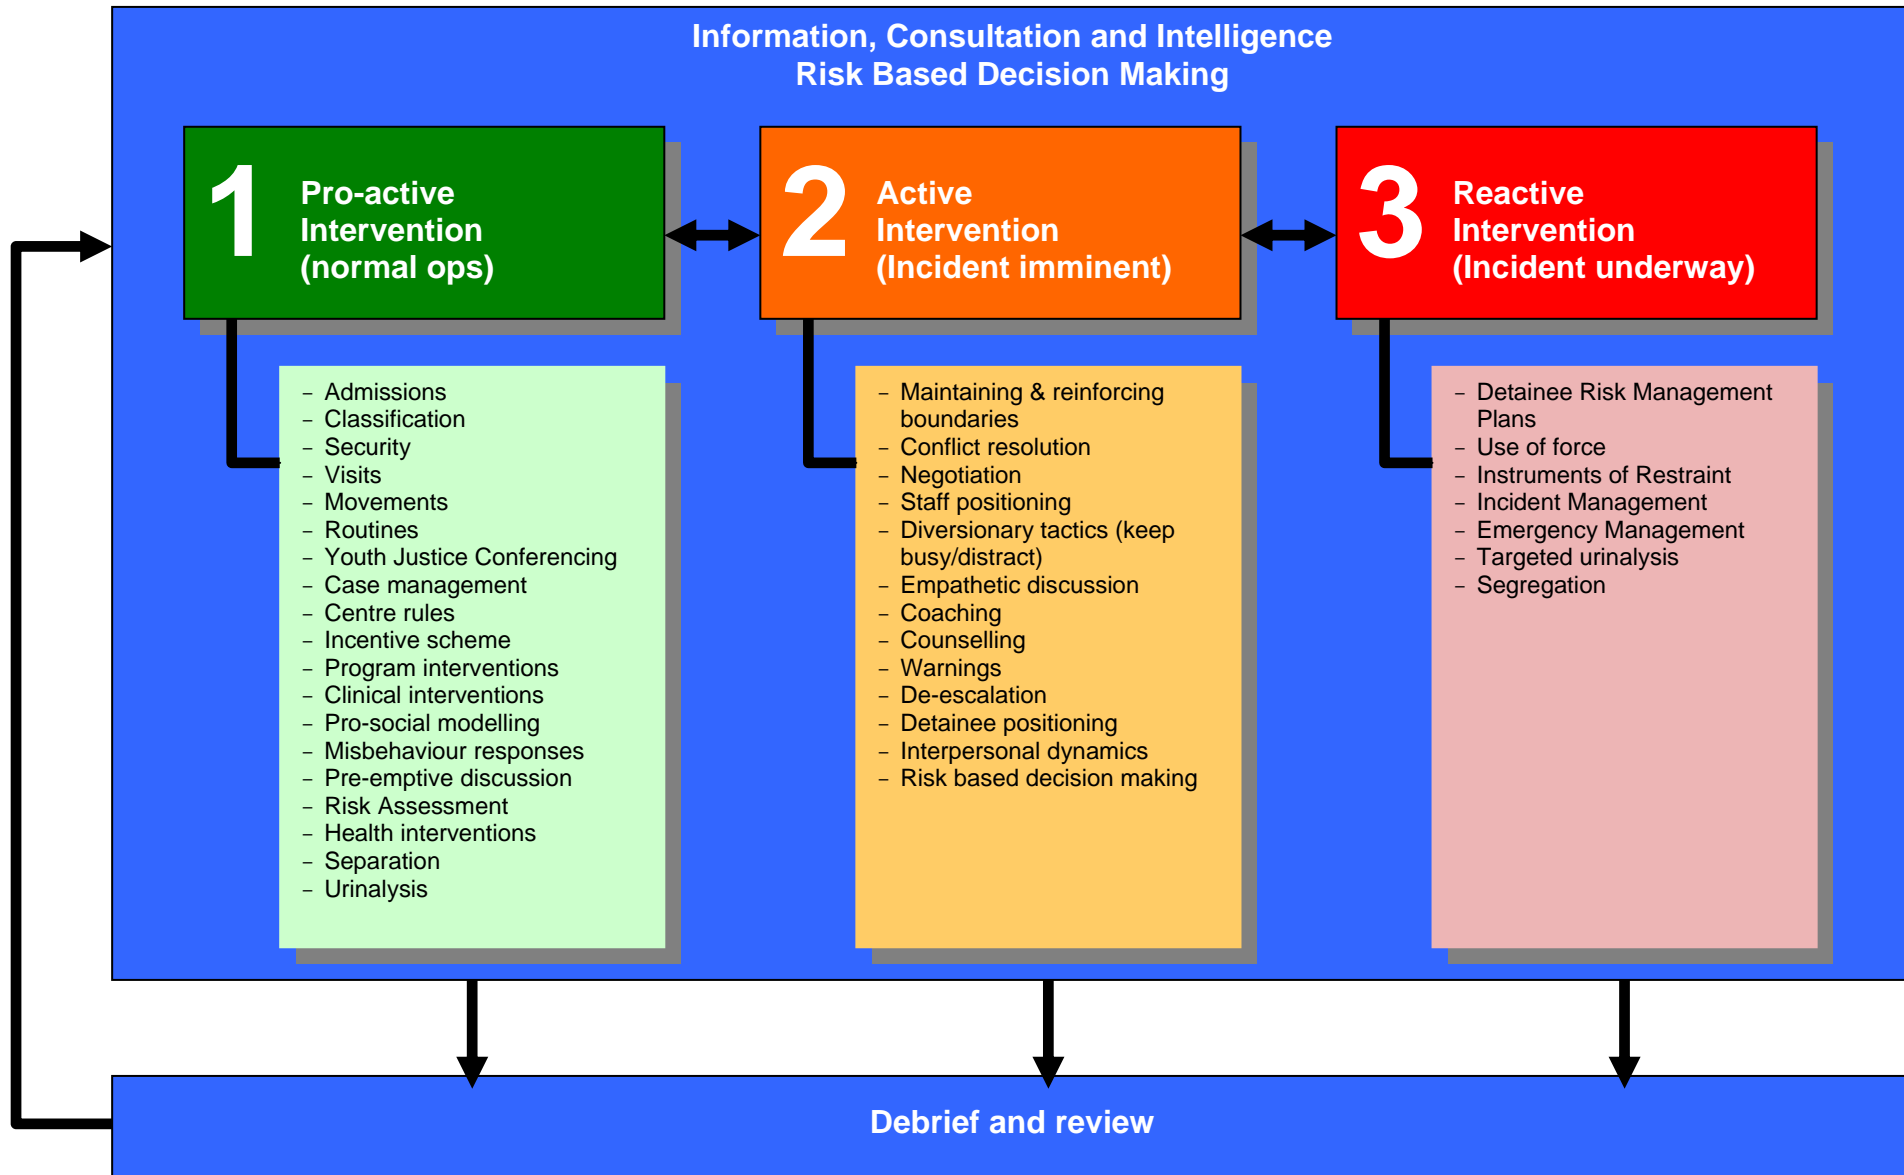 Information, Consultation and Intelligence
Risk Based Decision Making
1
Pro-active
Intervention
(normal ops)
2
Active
Intervention
(Incident imminent)
3
Reactive
Intervention
(Incident underway)
– Admissions
– Classification
– Security
– Visits
– Movements
– Routines
– Youth Justice Conferencing
– Case management
– Centre rules
– Incentive scheme
– Program interventions
– Clinical interventions
– Pro-social modelling
– Misbehaviour responses
– Pre-emptive discussion
– Risk Assessment
– Health interventions
– Separation
– Urinalysis
– Maintaining & reinforcing
boundaries
– Conflict resolution
– Negotiation
– Staff positioning
– Diversionary tactics (keep
busy/distract)
– Empathetic discussion
– Coaching
– Counselling
– Warnings
– De-escalation
– Detainee positioning
– Interpersonal dynamics
– Risk based decision making
– Detainee Risk Management
Plans
– Use of force
– Instruments of Restraint
– Incident Management
– Emergency Management
– Targeted urinalysis
– Segregation
Debrief and review